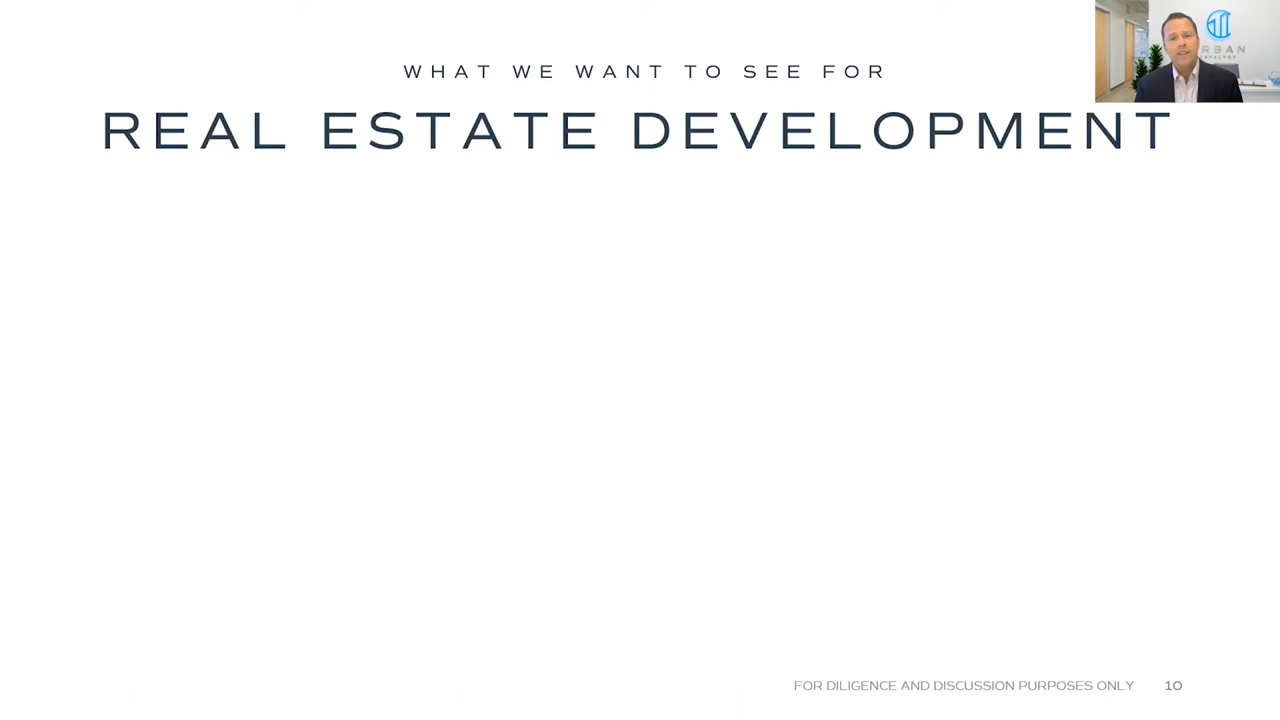 WHAT WE WANT TO SEE FOR
REAL ESTATE DEVELOPMENT
FOR DILIGENCE AND DISCUSSION PURPOSES ONLY 10